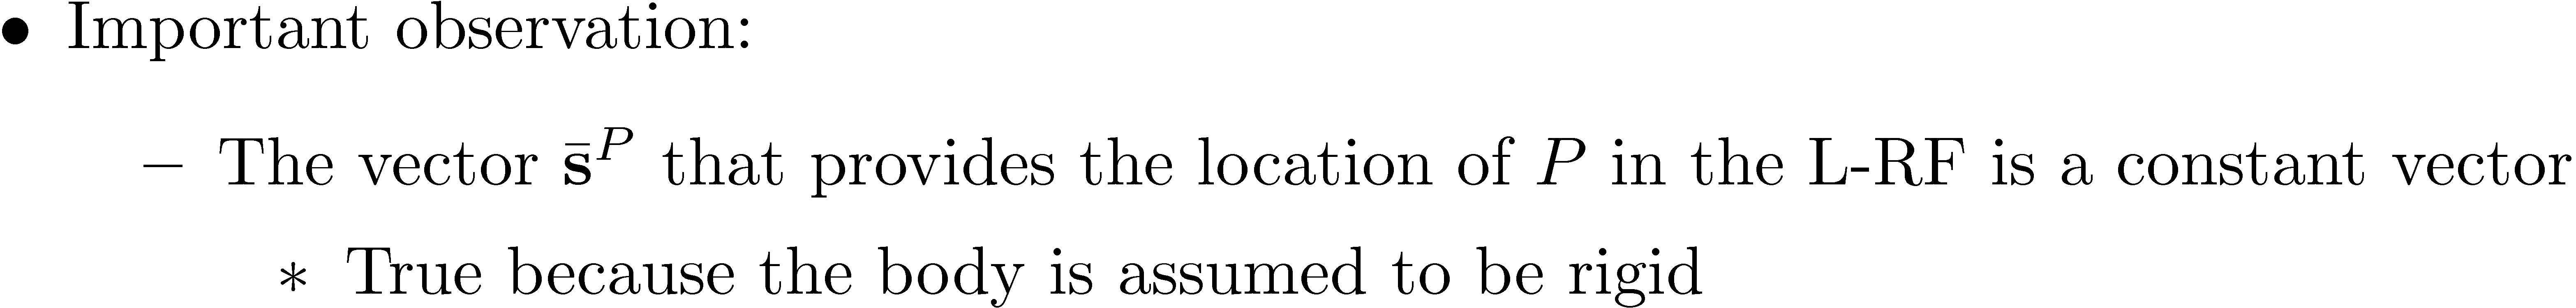 • Important observation:
– The vector s̄ᴾ that provides the location of P in the L-RF is a constant vector
∗ True because the body is assumed to be rigid